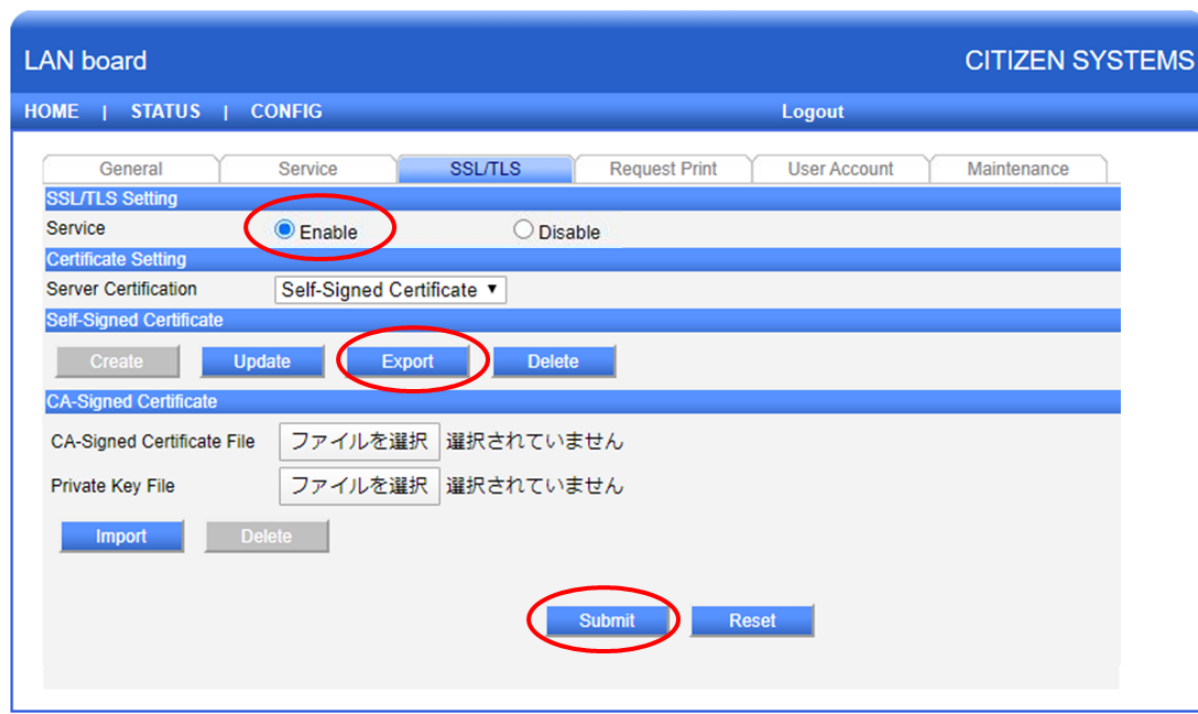 LAN board CITIZEN SYSTEMS
HOME | STATUS | CONFIG Logout
General Service SSL/TLS Request Print User Account Maintenance
SSL/TLS Setting
Service Enable Disable
Certificate Setting
Server Certification Self-Signed Certificate ▼
Self-Signed Certificate
Create Update Export Delete
CA-Signed Certificate
CA-Signed Certificate File ファイルを選択 選択されていません
Private Key File ファイルを選択 選択されていません
Import Delete
Submit Reset